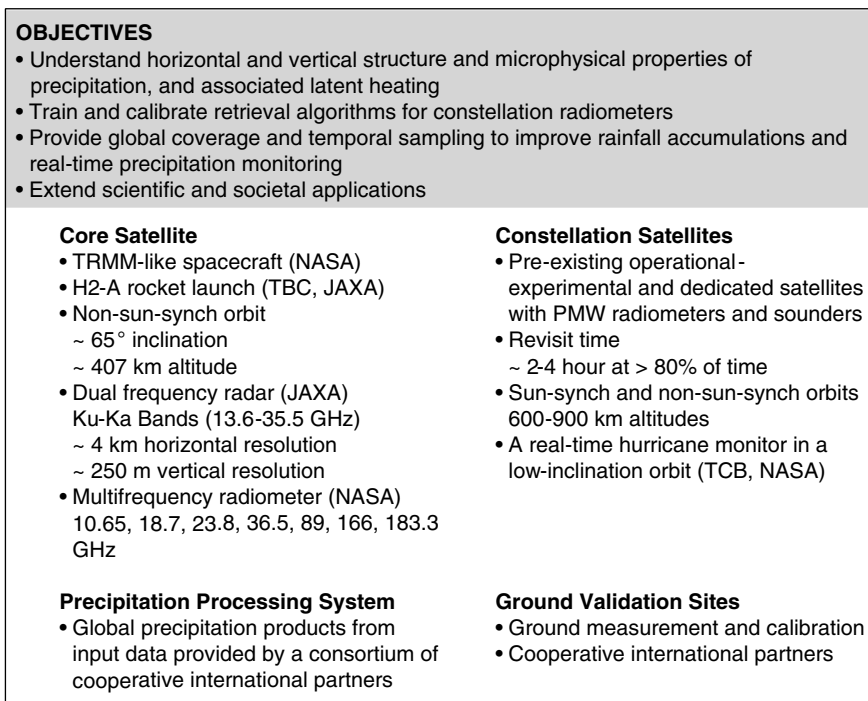 OBJECTIVES
• Understand horizontal and vertical structure and microphysical properties of
precipitation, and associated latent heating
• Train and calibrate retrieval algorithms for constellation radiometers
• Provide global coverage and temporal sampling to improve rainfall accumulations and
real-time precipitation monitoring
• Extend scientific and societal applications
Core Satellite
• TRMM-like spacecraft (NASA)
• H2-A rocket launch (TBC, JAXA)
• Non-sun-synch orbit
~ 65° inclination
~ 407 km altitude
• Dual frequency radar (JAXA)
Ku-Ka Bands (13.6-35.5 GHz)
~ 4 km horizontal resolution
~ 250 m vertical resolution
• Multifrequency radiometer (NASA)
10.65, 18.7, 23.8, 36.5, 89, 166, 183.3
GHz
Constellation Satellites
• Pre-existing operational-
experimental and dedicated satellites
with PMW radiometers and sounders
• Revisit time
~ 2-4 hour at > 80% of time
• Sun-synch and non-sun-synch orbits
600-900 km altitudes
• A real-time hurricane monitor in a
low-inclination orbit (TCB, NASA)
Precipitation Processing System
• Global precipitation products from
input data provided by a consortium of
cooperative international partners
Ground Validation Sites
• Ground measurement and calibration
• Cooperative international partners